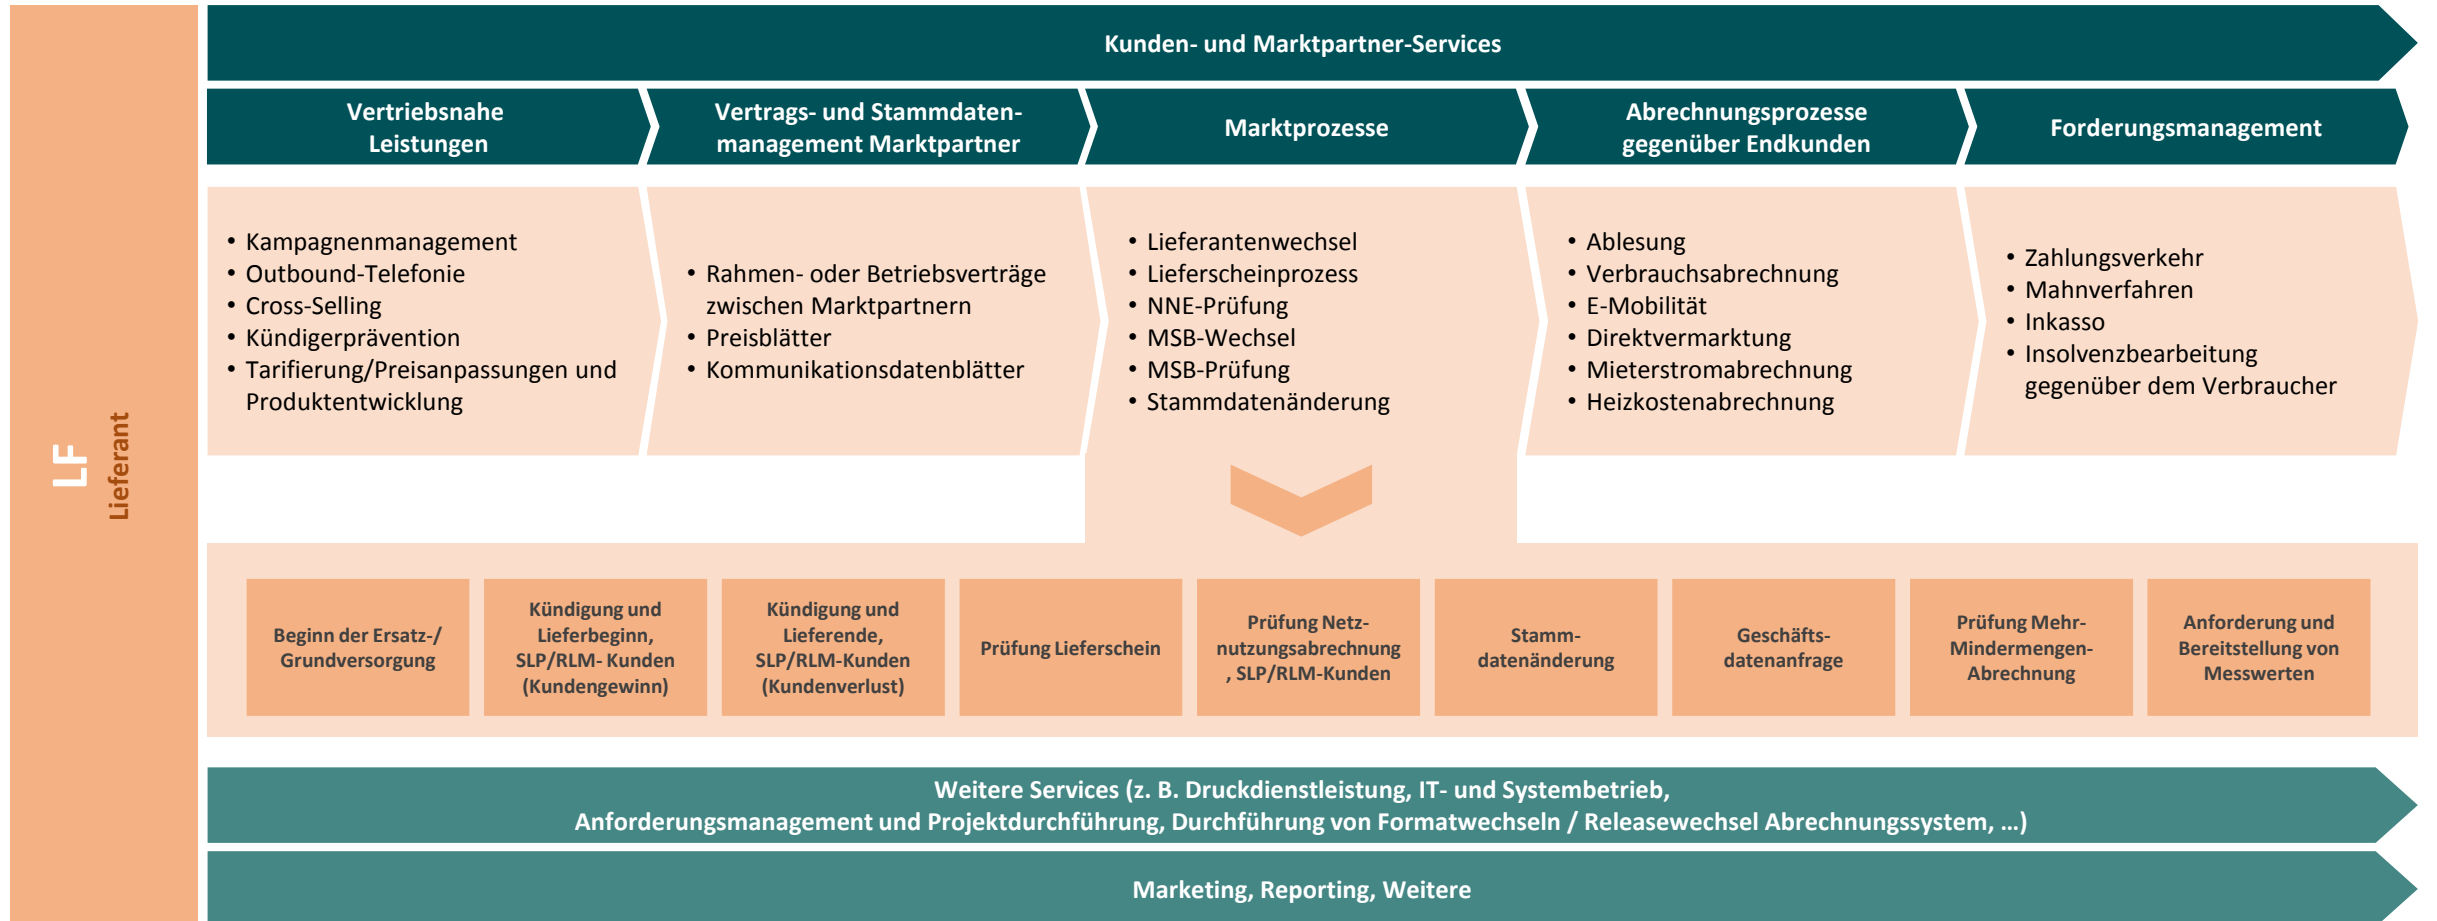 LF
Lieferant
Kunden- und Marktpartner-Services
Vertriebsnahe
Leistungen
Vertrags- und Stammdaten-
management Marktpartner
Marktprozesse
Abrechnungsprozesse
gegenüber Endkunden
Forderungsmanagement
• Kampagnenmanagement
• Outbound-Telefonie
• Cross-Selling
• Kündigerprävention
• Tarifierung/Preisanpassungen und
Produktentwicklung
• Rahmen- oder Betriebsverträge
zwischen Marktpartnern
• Preisblätter
• Kommunikationsdatenblätter
• Lieferantenwechsel
• Lieferscheinprozess
• NNE-Prüfung
• MSB-Wechsel
• MSB-Prüfung
• Stammdatenänderung
• Ablesung
• Verbrauchsabrechnung
• E-Mobilität
• Direktvermarktung
• Mieterstromabrechnung
• Heizkostenabrechnung
• Zahlungsverkehr
• Mahnverfahren
• Inkasso
• Insolvenzbearbeitung
gegenüber dem Verbraucher
Beginn der Ersatz-/
Grundversorgung
Kündigung und
Lieferbeginn,
SLP/RLM- Kunden
(Kundengewinn)
Kündigung und
Lieferende,
SLP/RLM-Kunden
(Kundenverlust)
Prüfung Lieferschein
Prüfung Netz-
nutzungsabrechnung
, SLP/RLM-Kunden
Stamm-
datenänderung
Geschäfts-
datenanfrage
Prüfung Mehr-
Mindermengen-
Abrechnung
Anforderung und
Bereitstellung von
Messwerten
Weitere Services (z. B. Druckdienstleistung, IT- und Systembetrieb,
Anforderungsmanagement und Projektdurchführung, Durchführung von Formatwechseln / Releasewechsel Abrechnungssystem, …)
Marketing, Reporting, Weitere